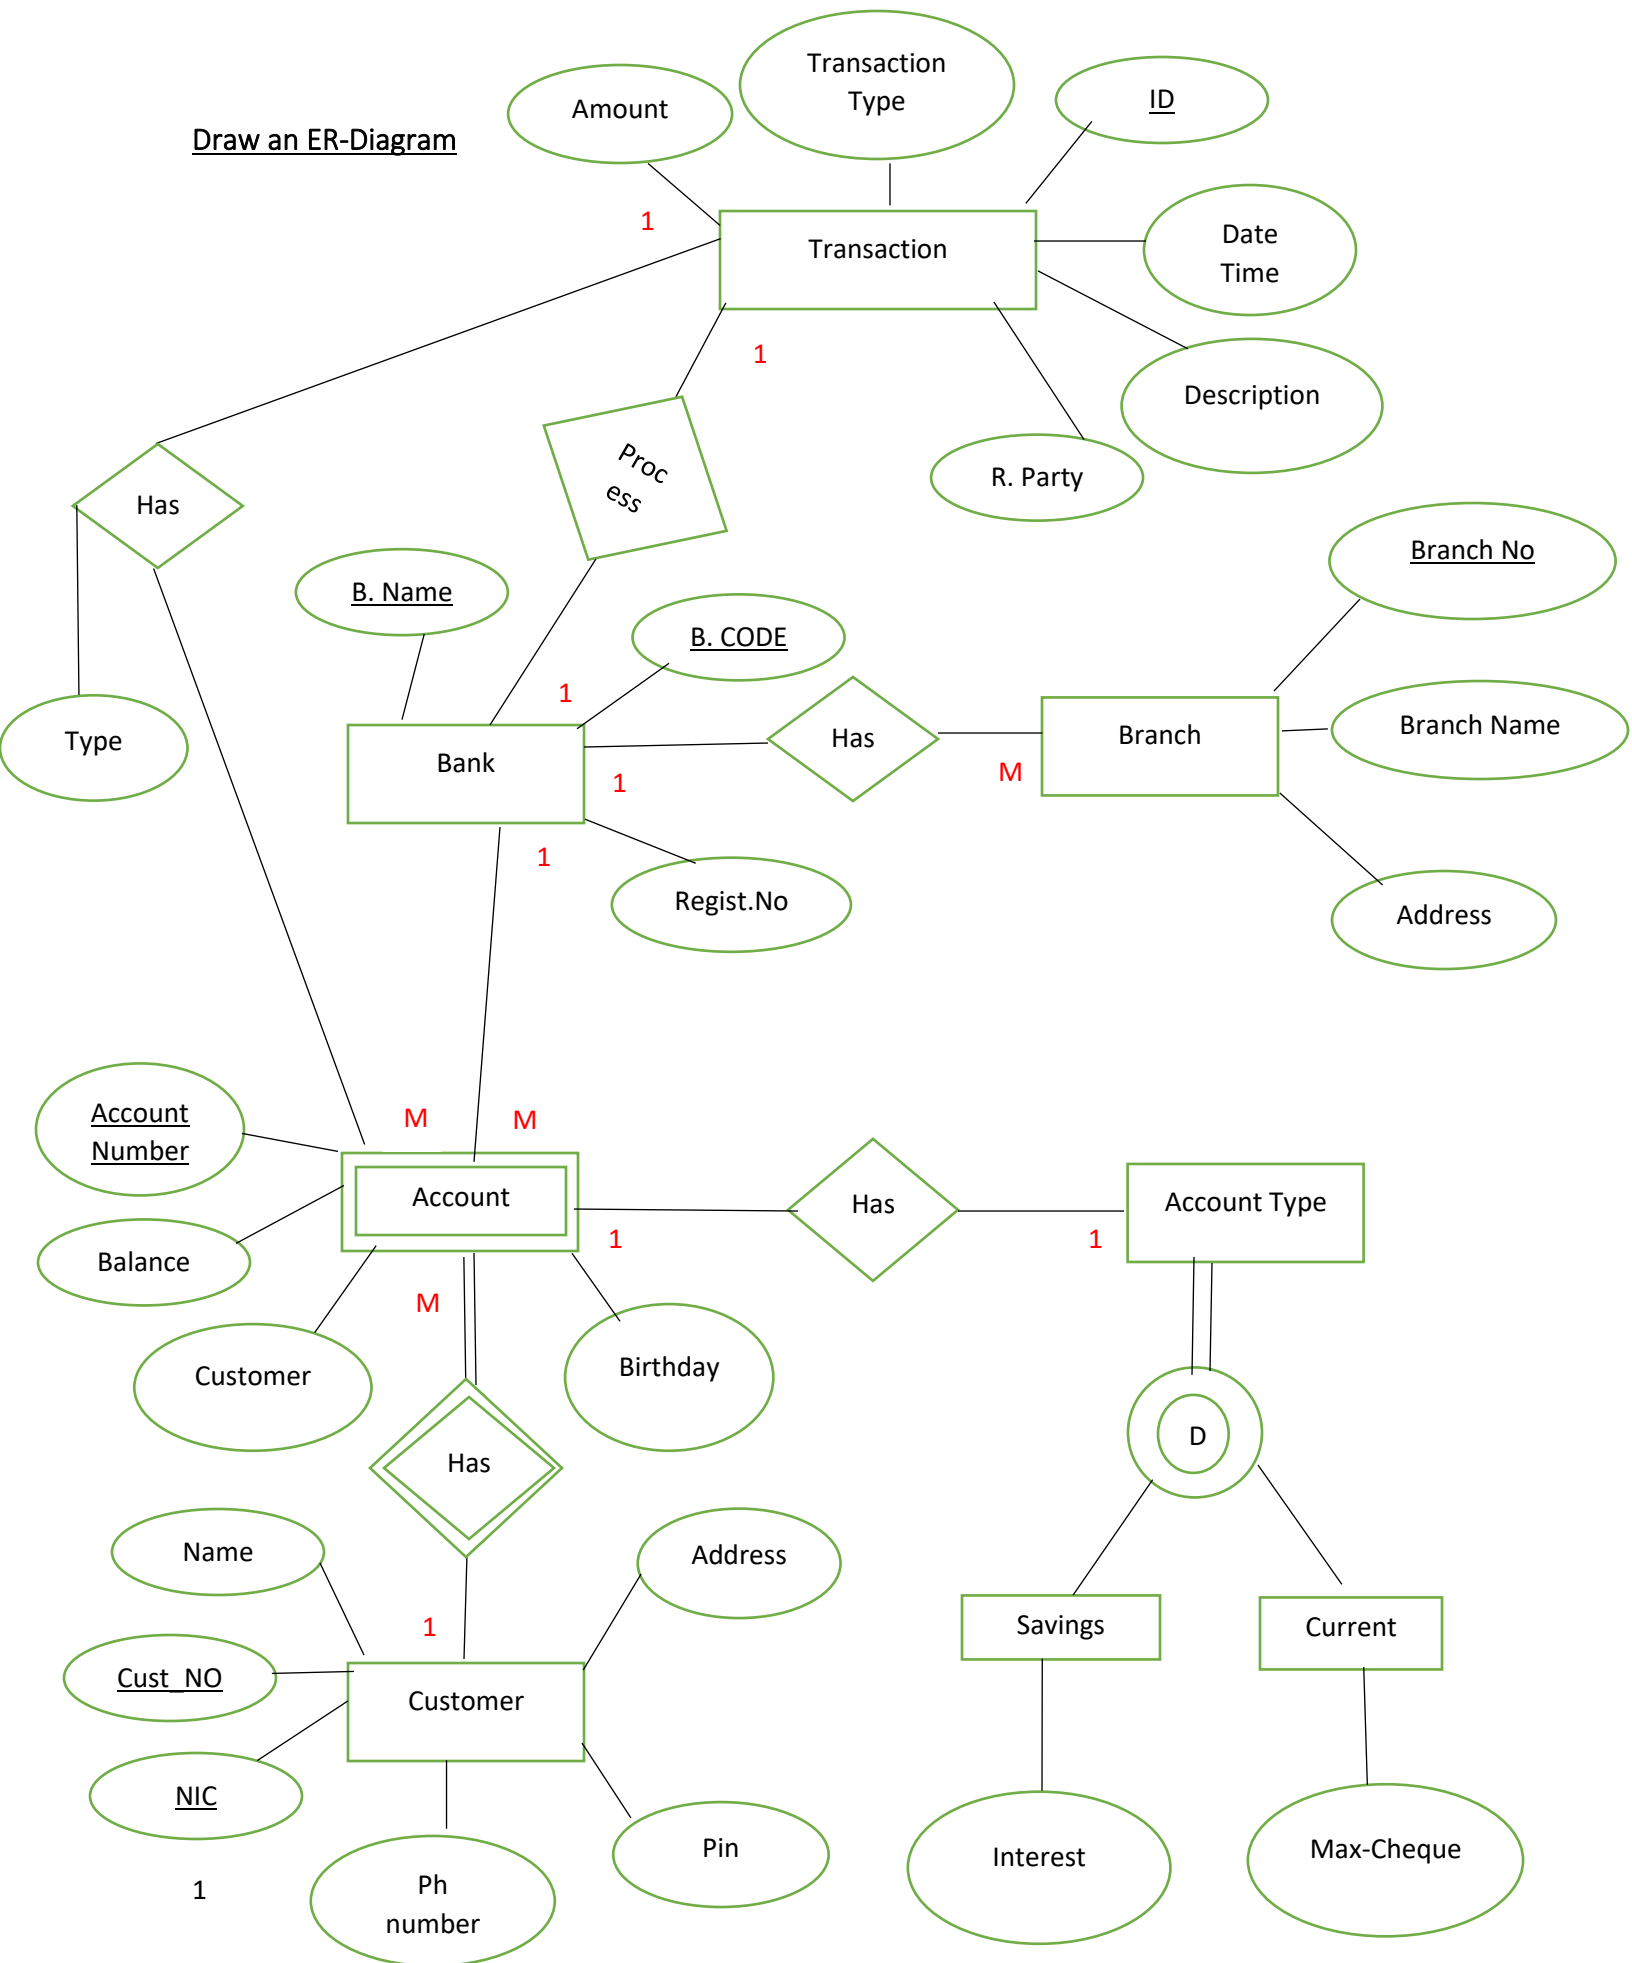 Transaction
Type
ID
Amount
Draw an ER-Diagram
1
Transaction
Date
Time
1
Description
Proc
ess
R. Party
Has
Branch No
B. Name
B. CODE
1
Type
Bank
Has
Branch
Branch Name
1
M
1
Regist.No
Address
Account
Number
M
M
Account
Has
Account Type
1
1
Balance
M
Customer
Birthday
D
Has
Name
Address
1
Savings
Current
Cust_NO
Customer
NIC
Pin
Interest
Max-Cheque
1
Ph
number